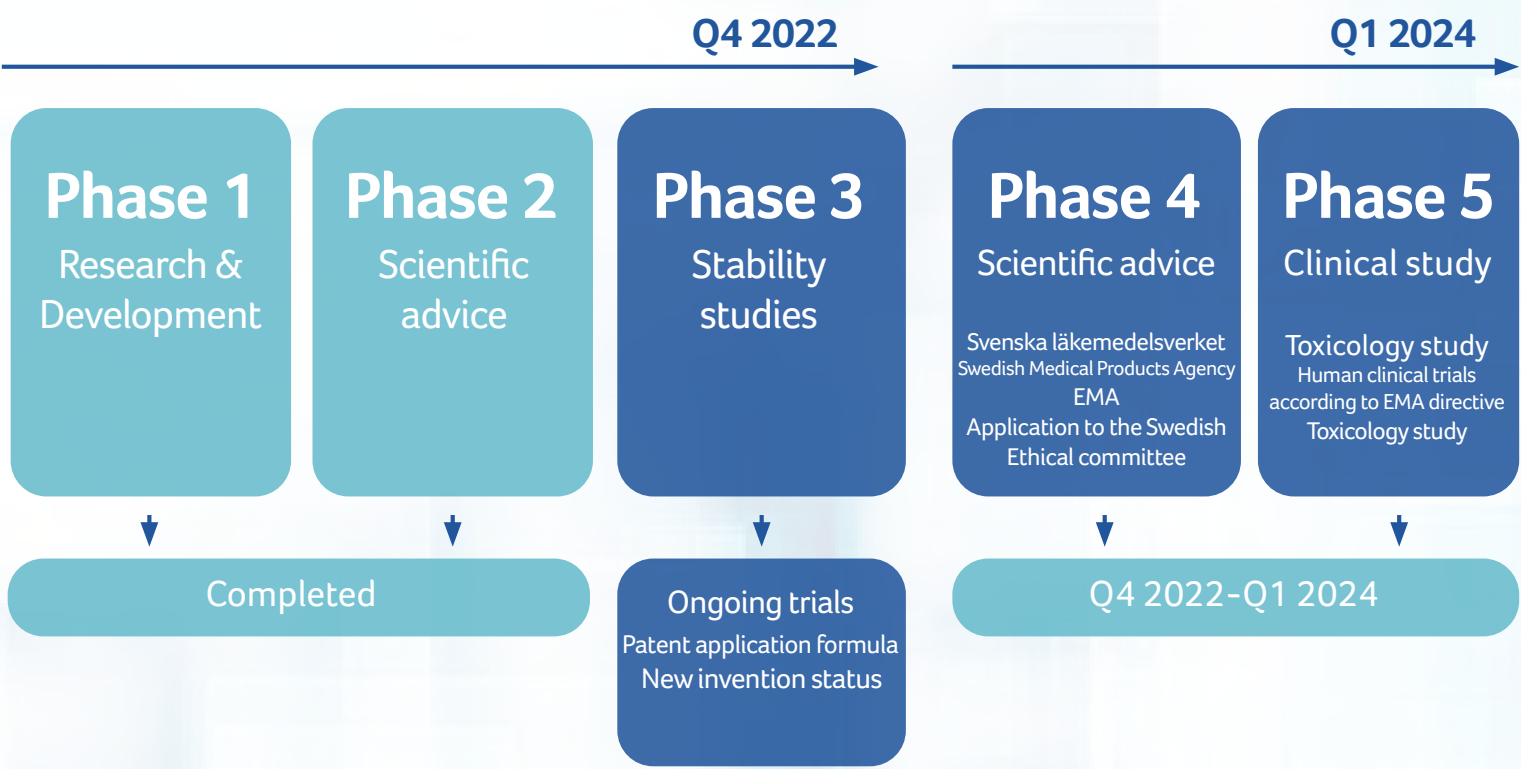 Q4 2022
Q1 2024
Phase 1
Research &
Development
Phase 2
Scientific
advice
Phase 3
Stability
studies
Phase 4
Scientific advice
Svenska läkemedelsverket
Swedish Medical Products Agency
EMA
Application to the Swedish
Ethical committee
Phase 5
Clinical study
Toxicology study
Human clinical trials
according to EMA directive
Toxicology study
Completed
Ongoing trials
Patent application formula
New invention status
Q4 2022-Q1 2024